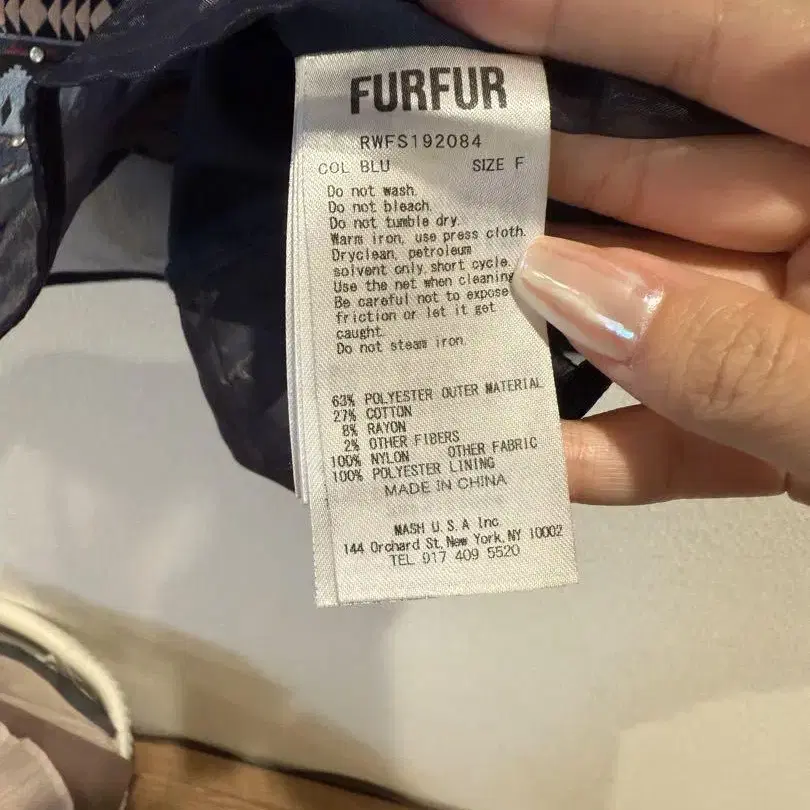 FURFUR
RWFS192084
COL BLU SIZE F
Do not wash.
Do not bleach.
Do not tumble dry.
Warm iron, use press cloth.
Dryclean, petroleum
solvent only, short cycle.
Use the net when cleaning
Be careful not to expose
friction or let it get
caught.
Do not steam iron.
63% POLYESTER OUTER MATERIAL
27% COTTON
8% RAYON
2% OTHER FIBERS
100% NYLON OTHER FABRIC
100% POLYESTER LINING
MADE IN CHINA
MASH U.S.A Inc.
144 Orchard St, New York, NY 10002
TEL 917 409 5520